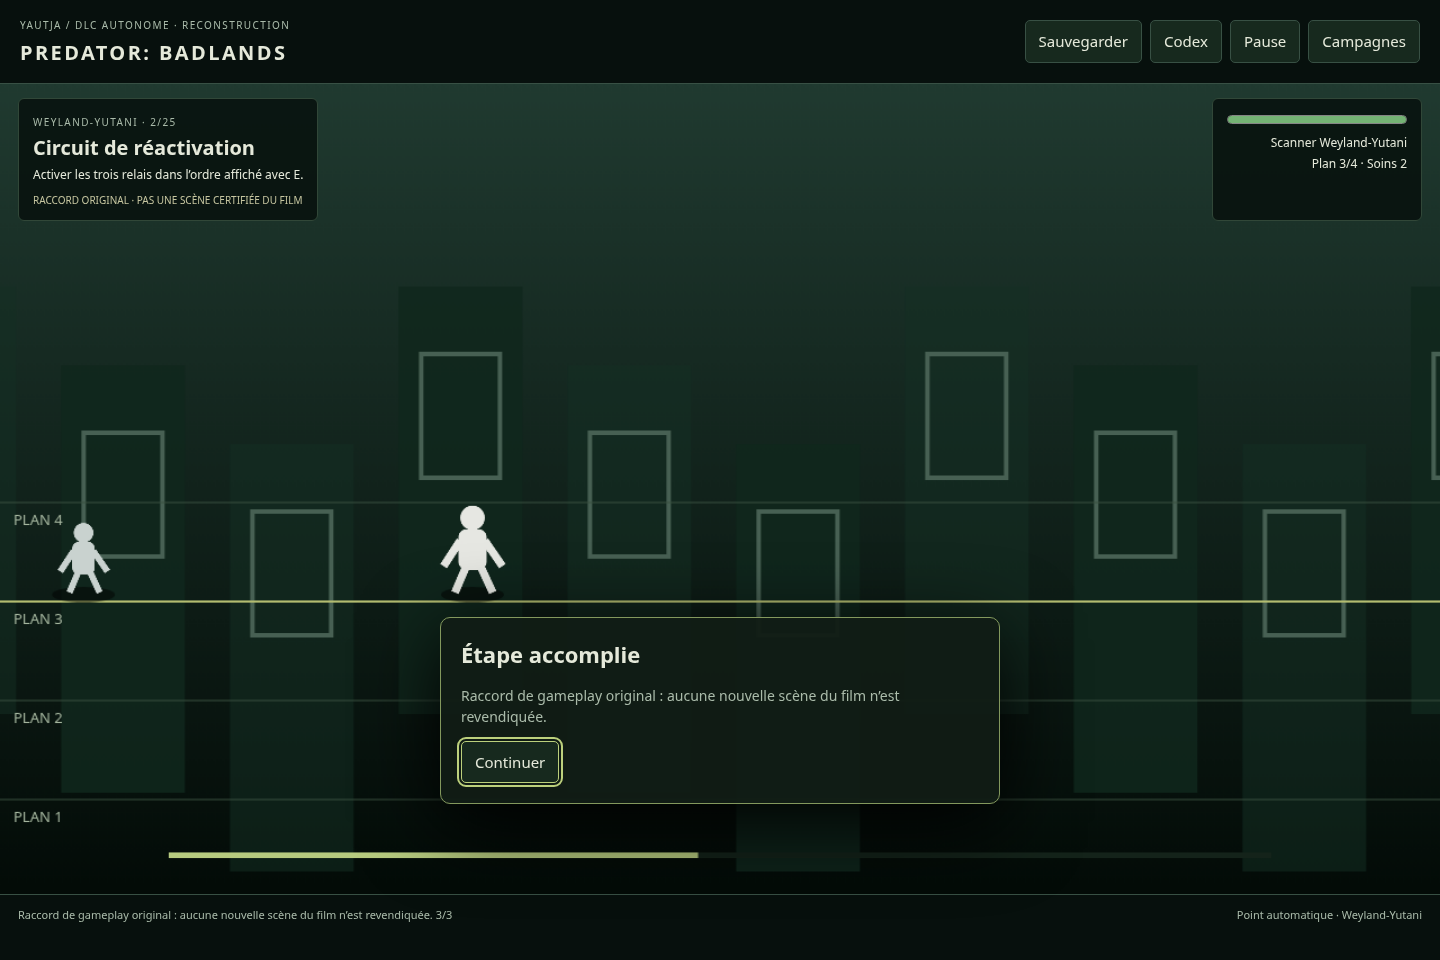 YAUTJA / DLC AUTONOME · RECONSTRUCTION
PREDATOR: BADLANDS
Sauvegarder
Codex
Pause
Campagnes
WEYLAND-YUTANI · 2/25
Circuit de réactivation
Activer les trois relais dans l’ordre affiché avec E.
RACCORD ORIGINAL · PAS UNE SCÈNE CERTIFIÉE DU FILM
Scanner Weyland-Yutani
Plan 3/4 · Soins 2
PLAN 4
PLAN 3
PLAN 2
PLAN 1
Étape accomplie
Raccord de gameplay original : aucune nouvelle scène du film n’est
revendiquée.
Continuer
Raccord de gameplay original : aucune nouvelle scène du film n’est revendiquée. 3/3
Point automatique · Weyland-Yutani